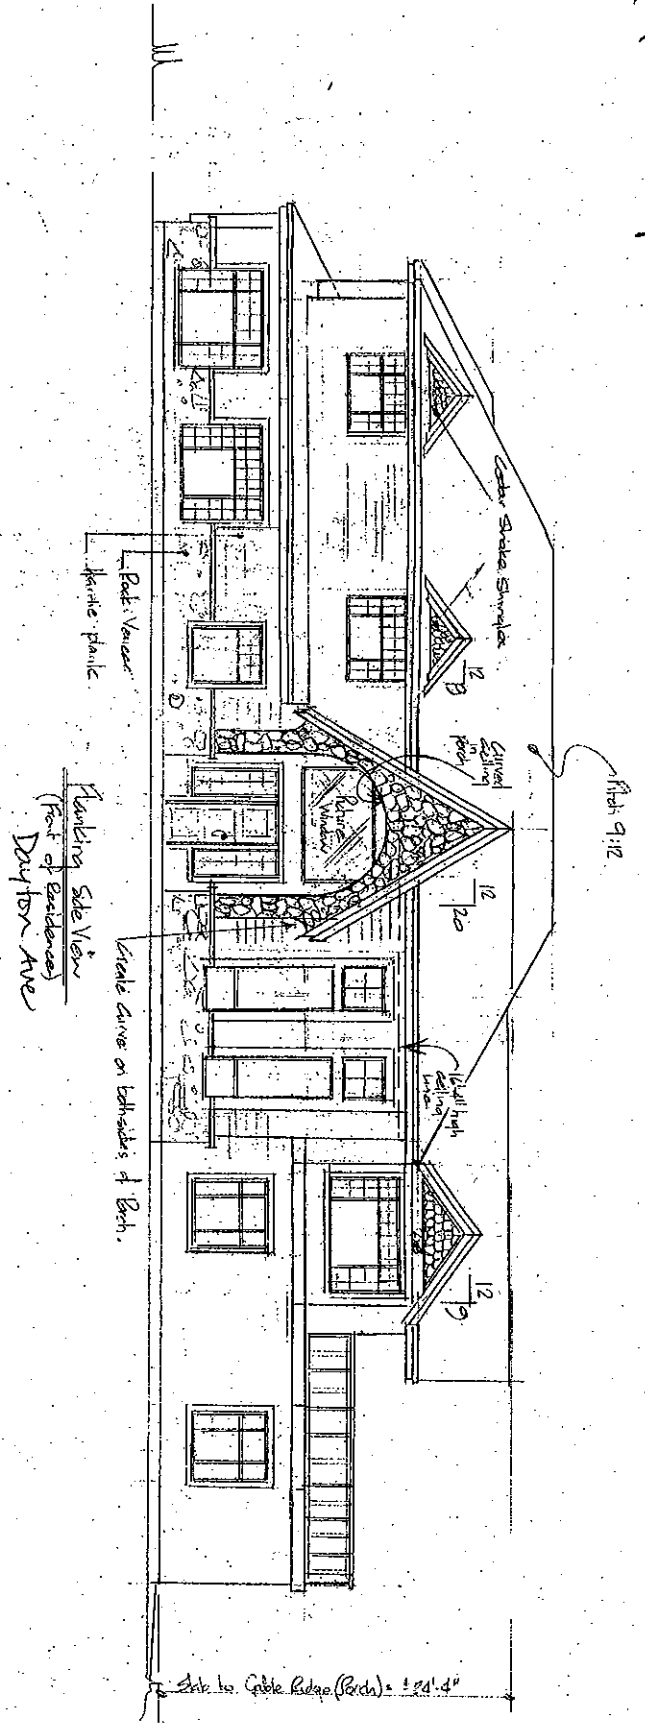 Pitch 9:12
Cedar Shake Shingles
12
8
Curved
ceiling
in
porch
12
20
16' wall high
ceiling
12
9
Picture
Window
Rock Veneer
Hardie plank
Create Curve on both sides of Porch.
Flanking Side View
(Front of Residence)
Dayton Ave
Slab to Gable Ridge (Porch) = ±24'-4"